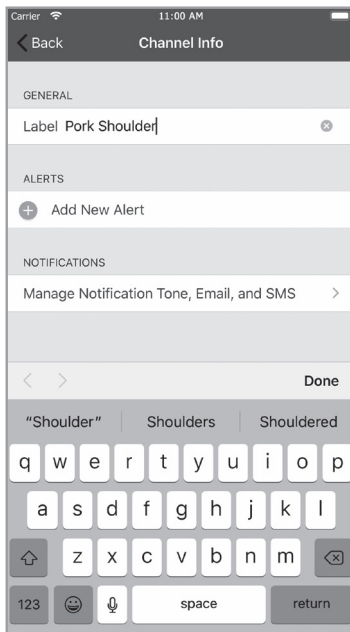 Carrier 11:00 AM
Back Channel Info
GENERAL
Label Pork Shoulder
ALERTS
Add New Alert
NOTIFICATIONS
Manage Notification Tone, Email, and SMS
Done
“Shoulder” Shoulders Shouldered
q w e r t y u i o p
a s d f g h j k l
z x c v b n m
123 space return